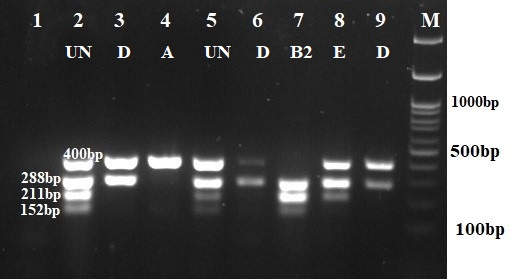 1 2 3 4 5 6 7 8 9 M
UN D A UN D B2 E D
1000bp
400bp
500bp
288bp
211bp
152bp
100bp